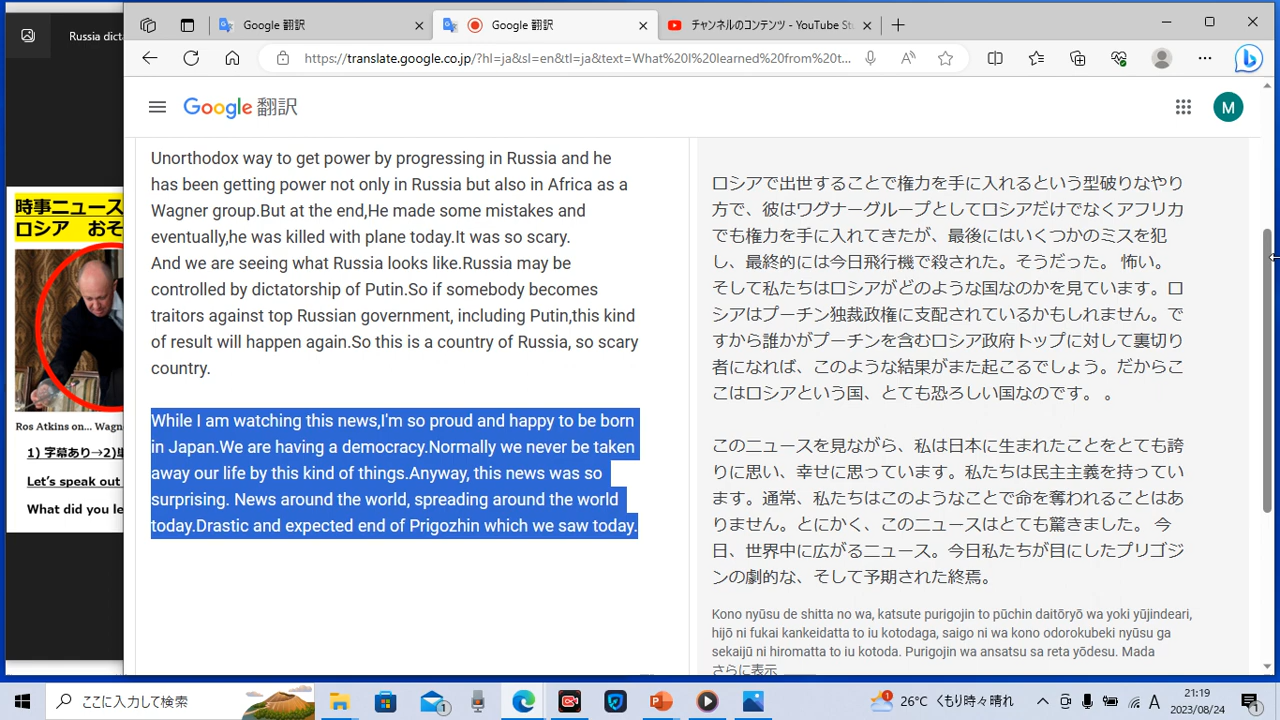 Russia dict
Google 翻訳
Google 翻訳
チャンネルのコンテンツ - YouTube St
https://translate.google.co.jp/?hl=ja&sl=en&tl=ja&text=What%20I%20learned%20from%20t...
Google 翻訳
M
時事ニュース
ロシア おそ
Ros Atkins on... Wagn
1) 字幕あり→2)
Let's speak out
What did you le
Unorthodox way to get power by progressing in Russia and he
has been getting power not only in Russia but also in Africa as a
Wagner group.But at the end,He made some mistakes and
eventually,he was killed with plane today.It was so scary.
And we are seeing what Russia looks like.Russia may be
controlled by dictatorship of Putin.So if somebody becomes
traitors against top Russian government, including Putin,this kind
of result will happen again.So this is a country of Russia, so scary
country.
While I am watching this news,I'm so proud and happy to be born
in Japan.We are having a democracy.Normally we never be taken
away our life by this kind of things.Anyway, this news was so
surprising. News around the world, spreading around the world
today.Drastic and expected end of Prigozhin which we saw today.
ロシアで出世することで権力を手に入れるという型破りなやり
方で、彼はワグナーグループとしてロシアだけでなくアフリカ
でも権力を手に入れてきたが、最後にはいくつかのミスを犯
し、最終的には今日飛行機で殺された。そうだった。 怖い。
そして私たちはロシアがどのような国なのかを見ています。ロ
シアはプーチン独裁政権に支配されているかもしれません。で
すから誰かがプーチンを含むロシア政府トップに対して裏切り
者になれば、このような結果がまた起こるでしょう。だからこ
こはロシアという国、とても恐ろしい国なのです。 。
このニュースを見ながら、私は日本に生まれたことをとても誇
りに思い、幸せに思っています。私たちは民主主義を持ってい
ます。通常、私たちはこのようなことで命を奪われることはあ
りません。とにかく、このニュースはとても驚きました。 今
日、世界中に広がるニュース。今日私たちが目にしたプリゴジ
ンの劇的な、そして予期された終焉。
Kono nyūsu de shitta no wa, katsute purigojin to pūchin daitōryō wa yoki yūjindeari,
hijō ni fukai kankeidatta to iu kotodaga, saigo ni wa kono odorokubeki nyūsu ga
sekaijū ni hiromatta to iu kotoda. Purigojin wa ansatsu sa reta yōdesu. Mada
さらに表示
ここに入力して検索
26°C くもり時々晴れ
A
21:19
2023/08/24